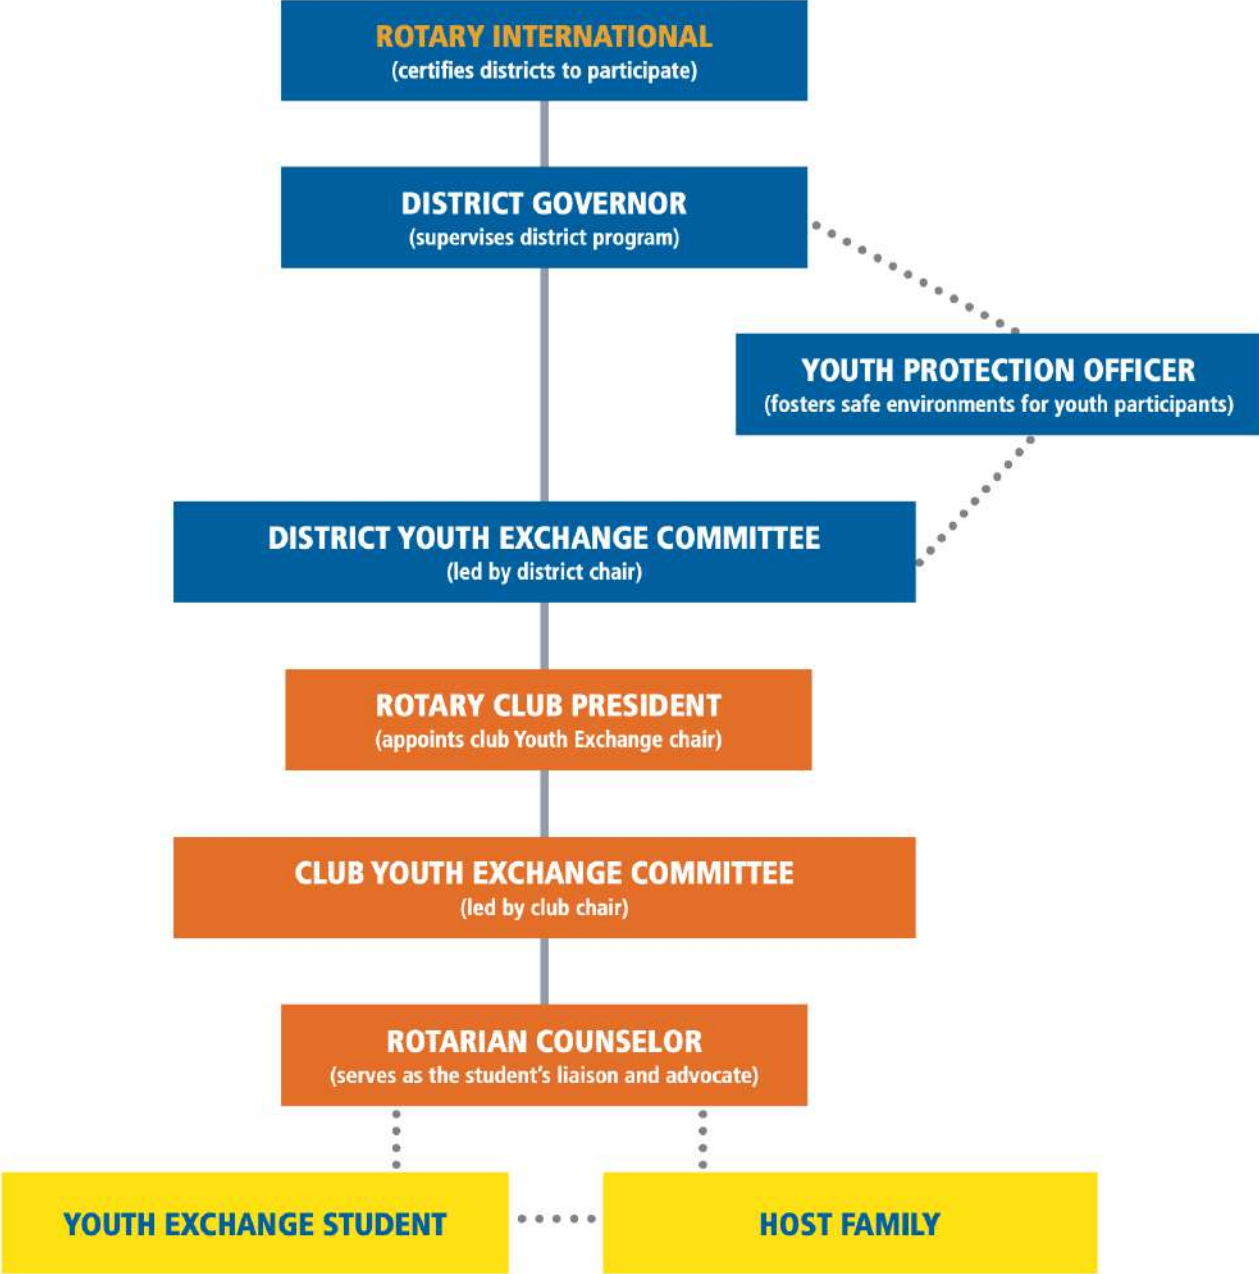 ROTARY INTERNATIONAL
(certifies districts to participate)
DISTRICT GOVERNOR
(supervises district program)
YOUTH PROTECTION OFFICER
(fosters safe environments for youth participants)
DISTRICT YOUTH EXCHANGE COMMITTEE
(led by district chair)
ROTARY CLUB PRESIDENT
(appoints club Youth Exchange chair)
CLUB YOUTH EXCHANGE COMMITTEE
(led by club chair)
ROTARIAN COUNSELOR
(serves as the student's liaison and advocate)
YOUTH EXCHANGE STUDENT
HOST FAMILY